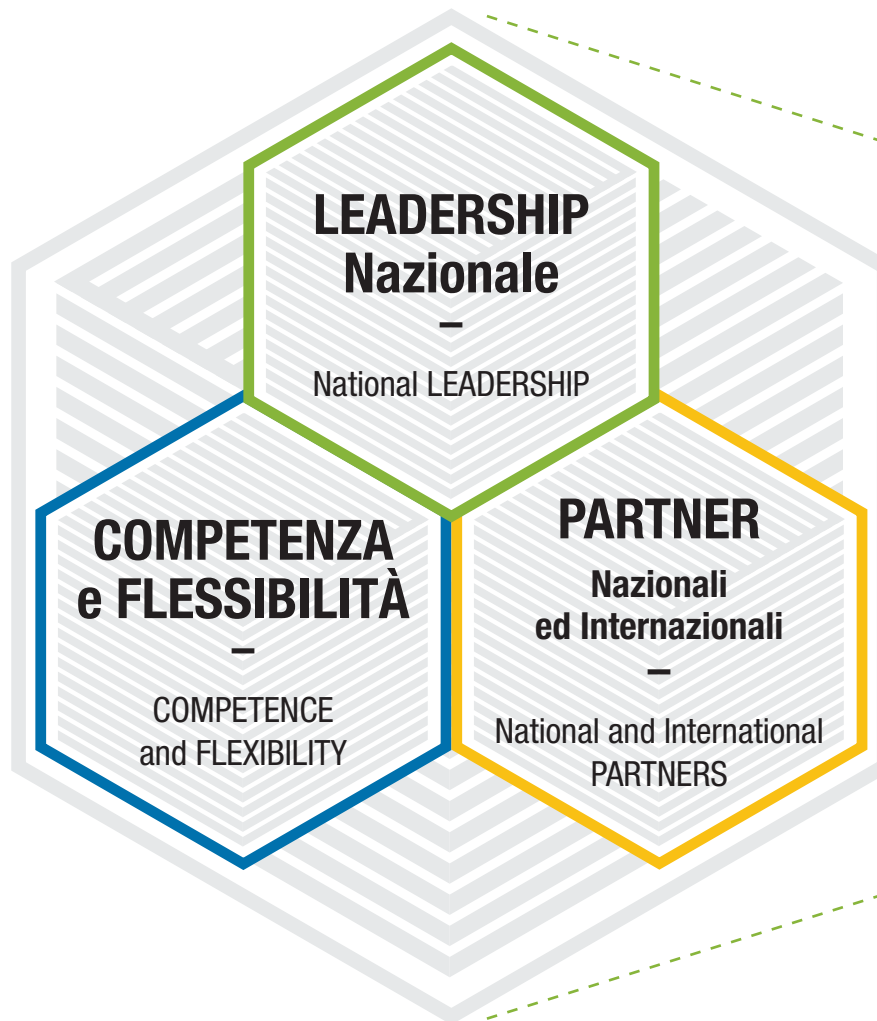 LEADERSHIP
Nazionale
–
National LEADERSHIP
COMPETENZA
e FLESSIBILITÀ
–
COMPETENCE
and FLEXIBILITY
PARTNER
Nazionali
ed Internazionali
–
National and International
PARTNERS